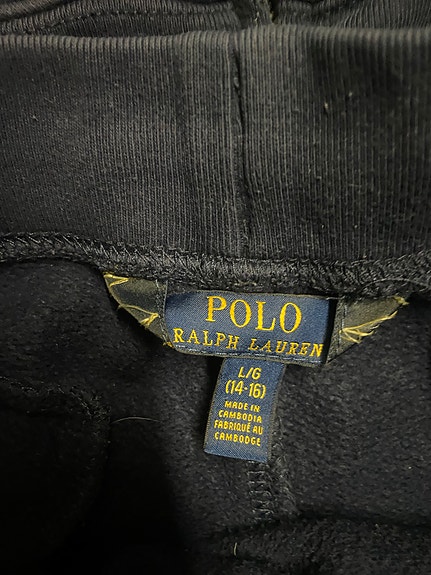 POLO
RALPH LAUREN
L/G
(14-16)
MADE IN
CAMBODIA
FABRIQUÉ AU
CAMBODGE